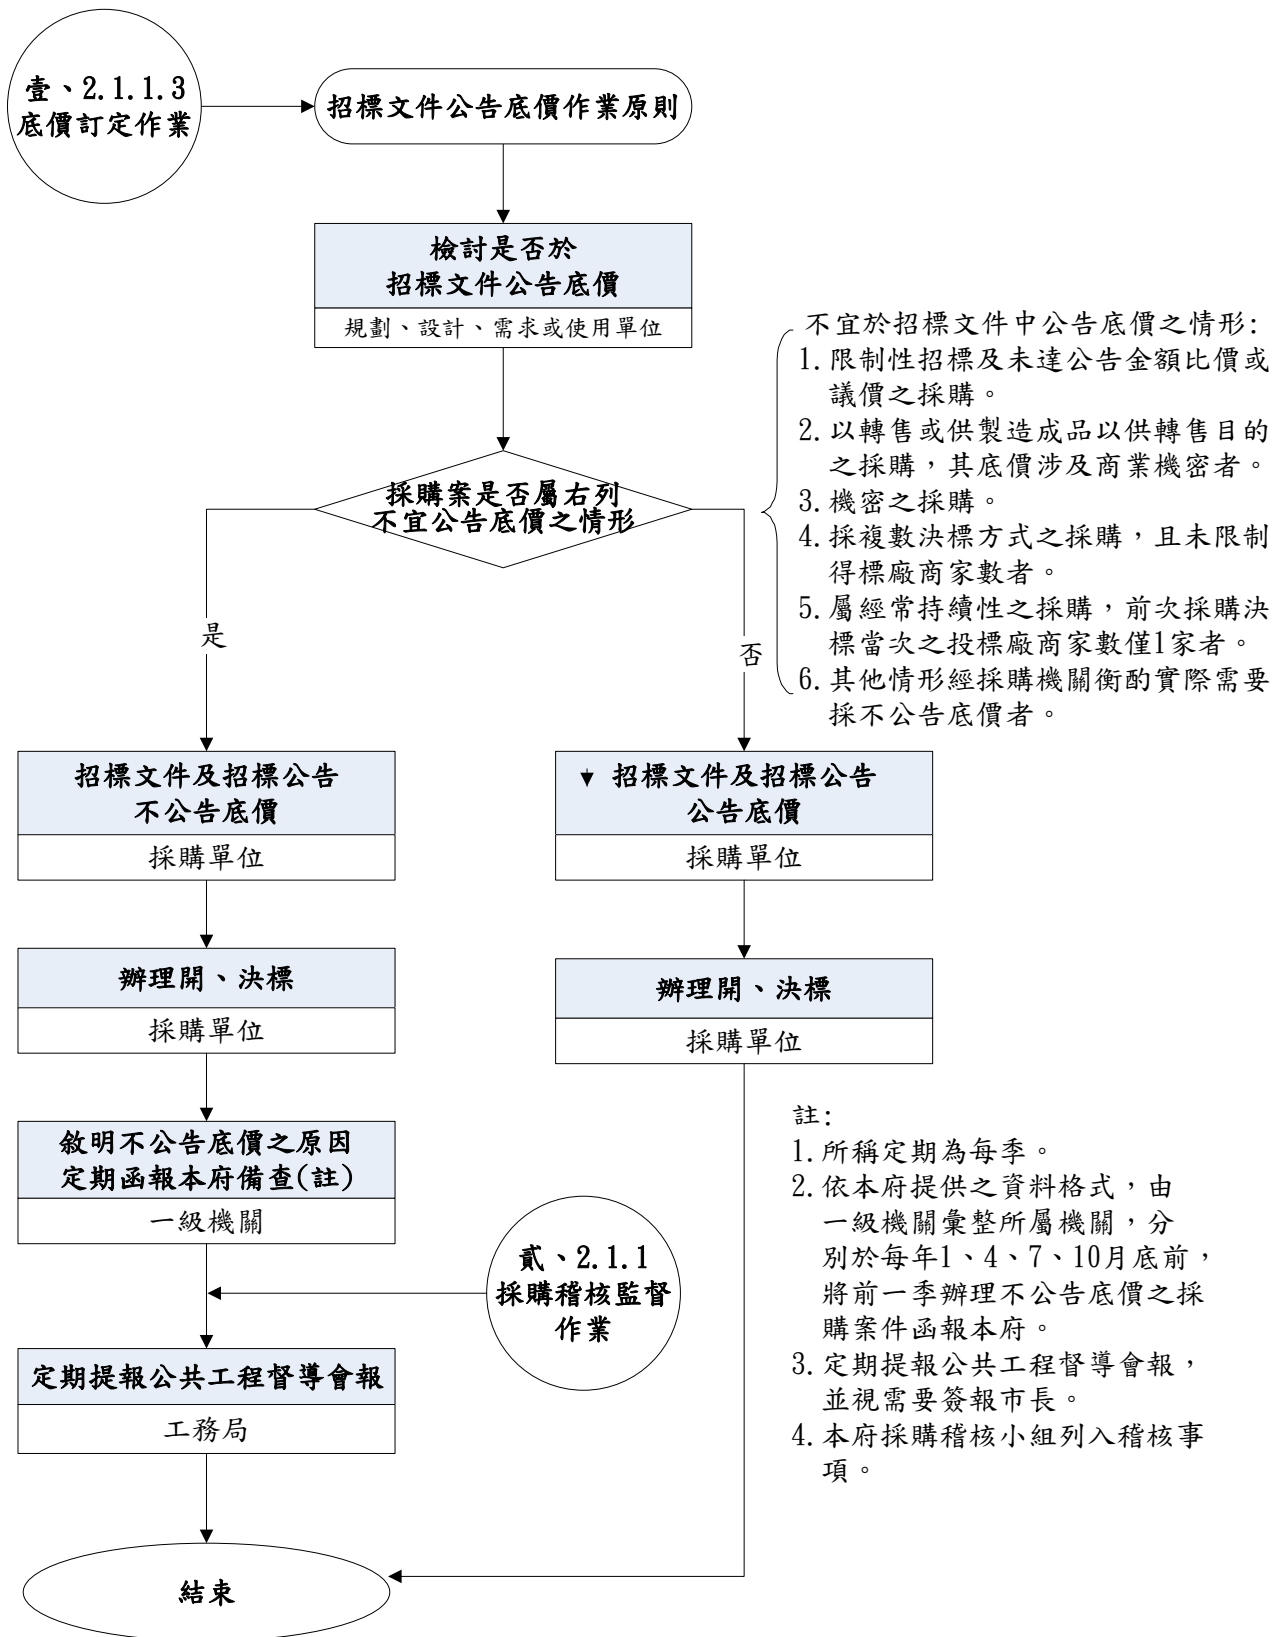 壹、2.1.1.3
底價訂定作業
招標文件公告底價作業原則
檢討是否於
招標文件公告底價
規劃、設計、需求或使用單位
不宜於招標文件中公告底價之情形:
1.限制性招標及未達公告金額比價或
議價之採購。
2.以轉售或供製造成品以供轉售目的
之採購，其底價涉及商業機密者。
3.機密之採購。
4.採複數決標方式之採購，且未限制
得標廠商家數者。
5.屬經常持續性之採購，前次採購決
標當次之投標廠商家數僅1家者。
6.其他情形經採購機關衡酌實際需要
採不公告底價者。
採購案是否屬右列
不宜公告底價之情形
是
否
招標文件及招標公告
不公告底價
採購單位
▼ 招標文件及招標公告
公告底價
採購單位
辦理開、決標
採購單位
辦理開、決標
採購單位
敘明不公告底價之原因
定期函報本府備查(註)
一級機關
貳、2.1.1
採購稽核監督
作業
定期提報公共工程督導會報
工務局
註:
1.所稱定期為每季。
2.依本府提供之資料格式，由
一級機關彙整所屬機關，分
別於每年1、4、7、10月底前，
將前一季辦理不公告底價之採
購案件函報本府。
3.定期提報公共工程督導會報，
並視需要簽報市長。
4.本府採購稽核小組列入稽核事
項。
結束